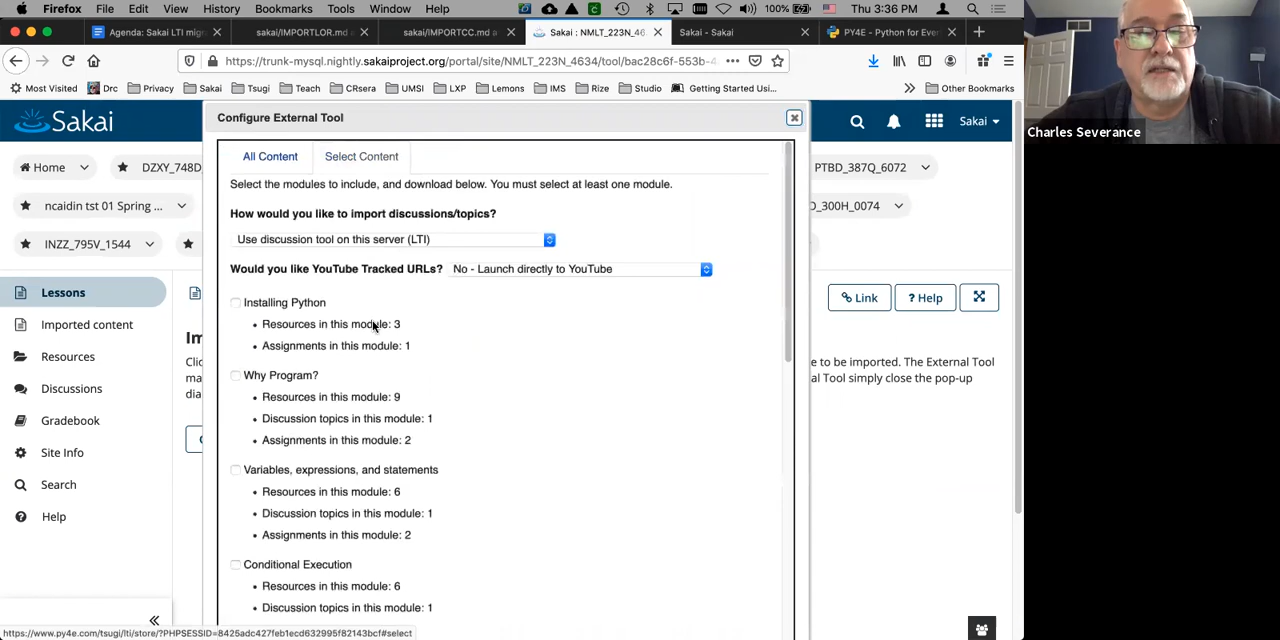 Firefox File Edit View History Bookmarks Tools Window Help 100% Thu 3:36 PM
Agenda: Sakai LTI migr
sakai/IMPORTLOR.md a
sakai/IMPORTCC.md a
Sakai : NMLT_223N_46
Sakai - Sakai
PY4E - Python for Eve
https://trunk-mysql.nightly.sakaiproject.org/portal/site/NMLT_223N_4634/tool/bac28c6f-553b-4
Most Visited Drc Privacy Sakai Tsugi Teach CRsera UMSI LXP Lemons IMS Rize Studio Getting Started Usi... Other Bookmarks
Sakai
Configure External Tool
Sakai
Charles Severance
Home
DZXY_748D_
PTBD_387Q_6072
ncaidin tst 01 Spring ...
D_300H_0074
INZZ_795V_1544
All Content Select Content
Select the modules to include, and download below. You must select at least one module.
How would you like to import discussions/topics?
Use discussion tool on this server (LTI)
Would you like YouTube Tracked URLs? No - Launch directly to YouTube
Installing Python
• Resources in this module: 3
• Assignments in this module: 1
Why Program?
• Resources in this module: 9
• Discussion topics in this module: 1
• Assignments in this module: 2
Variables, expressions, and statements
• Resources in this module: 6
• Discussion topics in this module: 1
• Assignments in this module: 2
Conditional Execution
• Resources in this module: 6
• Discussion topics in this module: 1
Lessons
Imported content
Resources
Discussions
Gradebook
Site Info
Search
Help
Link
? Help
Im
Clic
ma
dia
C
e to be imported. The External Tool
al Tool simply close the pop-up
https://www.py4e.com/tsugi/lti/store/?PHPSESSID=8425adc427feb1ecd632995f82143bcf#select